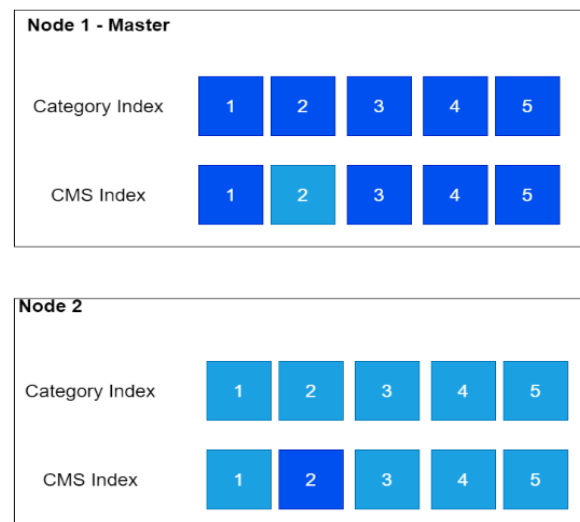 Node 1 - Master
Category Index 1 2 3 4 5
CMS Index 1 2 3 4 5
Node 2
Category Index 1 2 3 4 5
CMS Index 1 2 3 4 5